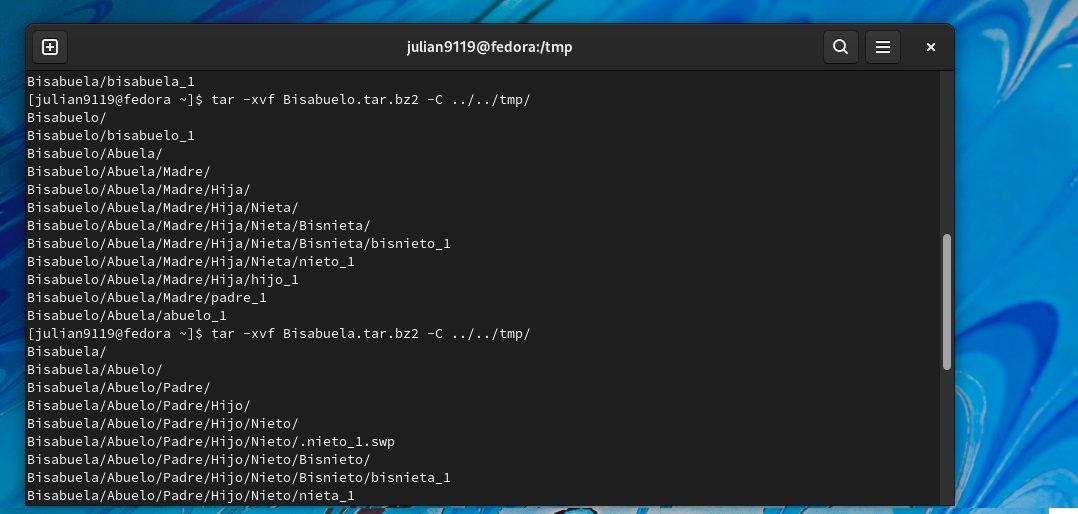 julian9119@fedora:/tmp
Bisabuela/bisabuela_1
[julian9119@fedora ~]$ tar -xvf Bisabuelo.tar.bz2 -C ../../tmp/
Bisabuelo/
Bisabuelo/bisabuelo_1
Bisabuelo/Abuela/
Bisabuelo/Abuela/Madre/
Bisabuelo/Abuela/Madre/Hija/
Bisabuelo/Abuela/Madre/Hija/Nieta/
Bisabuelo/Abuela/Madre/Hija/Nieta/Bisnieta/
Bisabuelo/Abuela/Madre/Hija/Nieta/Bisnieta/bisnieto_1
Bisabuelo/Abuela/Madre/Hija/Nieta/nieto_1
Bisabuelo/Abuela/Madre/Hija/hijo_1
Bisabuelo/Abuela/Madre/padre_1
Bisabuelo/Abuela/abuelo_1
[julian9119@fedora ~]$ tar -xvf Bisabuela.tar.bz2 -C ../../tmp/
Bisabuela/
Bisabuela/Abuelo/
Bisabuela/Abuelo/Padre/
Bisabuela/Abuelo/Padre/Hijo/
Bisabuela/Abuelo/Padre/Hijo/Nieto/
Bisabuela/Abuelo/Padre/Hijo/Nieto/.nieto_1.swp
Bisabuela/Abuelo/Padre/Hijo/Nieto/Bisnieto/
Bisabuela/Abuelo/Padre/Hijo/Nieto/Bisnieto/bisnieta_1
Bisabuela/Abuelo/Padre/Hijo/Nieto/nieta_1